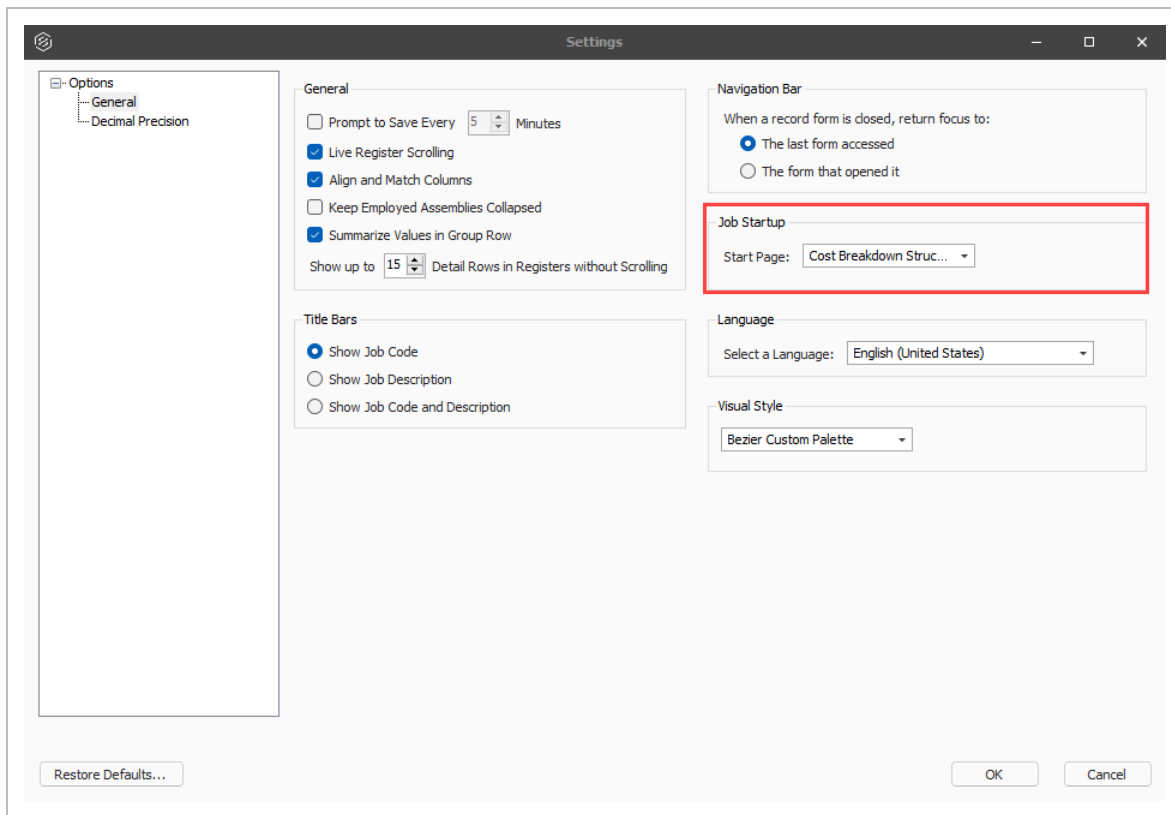 Settings
Options
General
Decimal Precision
General
Prompt to Save Every 5 Minutes
Live Register Scrolling
Align and Match Columns
Keep Employed Assemblies Collapsed
Summarize Values in Group Row
Show up to 15 Detail Rows in Registers without Scrolling
Title Bars
Show Job Code
Show Job Description
Show Job Code and Description
Navigation Bar
When a record form is closed, return focus to:
The last form accessed
The form that opened it
Job Startup
Start Page: Cost Breakdown Struc...
Language
Select a Language: English (United States)
Visual Style
Bezier Custom Palette
Restore Defaults...
OK
Cancel